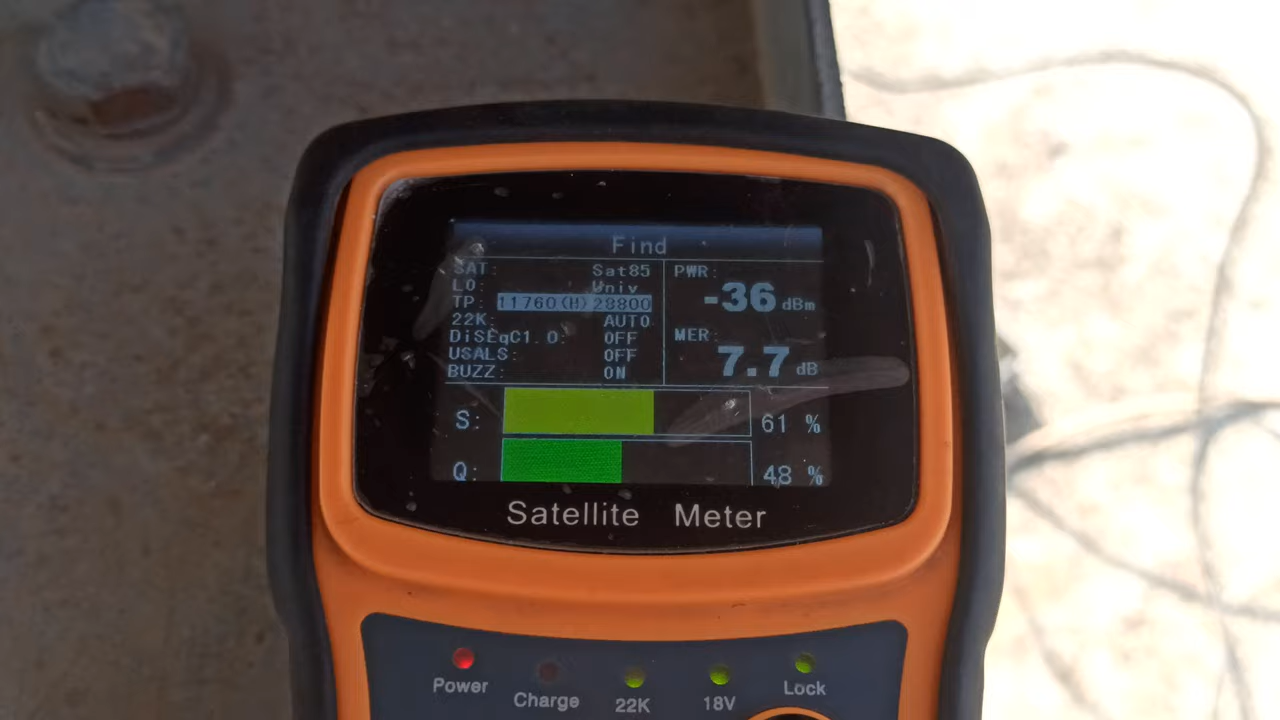 Find
SAT: Sat85
LO: Univ
TP: 11760(H)28800
22K: AUTO
DiSEqC1.0: OFF
USALS: OFF
BUZZ: ON
PWR:
-36 dBm
MER:
7.7 dB
S: 61 %
Q: 48 %
Satellite Meter
Power
Charge
22K
18V
Lock